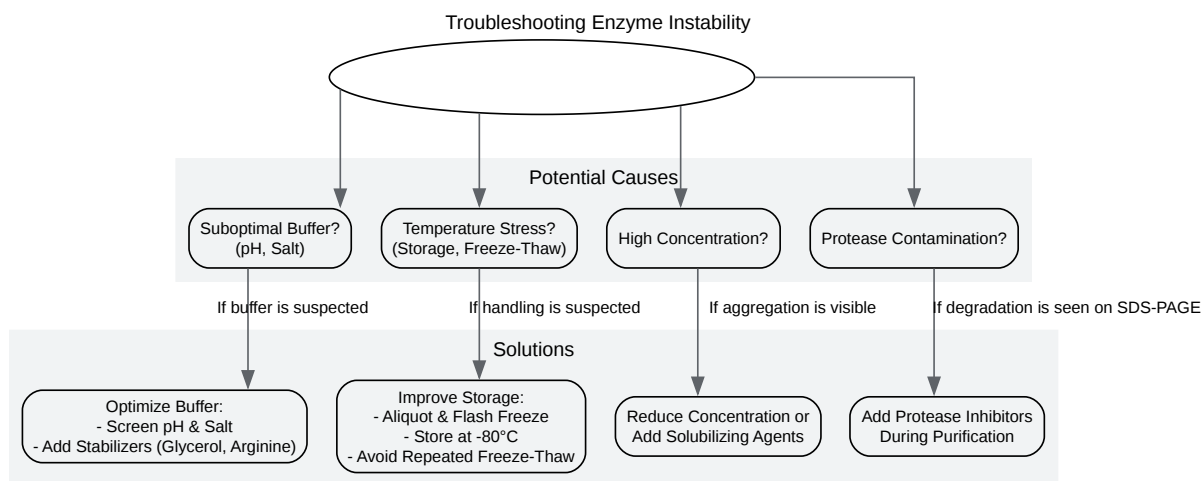 Troubleshooting Enzyme Instability
Potential Causes
Suboptimal Buffer?
(pH, Salt)
Temperature Stress?
(Storage, Freeze-Thaw)
High Concentration?
Protease Contamination?
If buffer is suspected
If handling is suspected
If aggregation is visible
If degradation is seen on SDS-PAGE
Solutions
Optimize Buffer:
- Screen pH & Salt
- Add Stabilizers (Glycerol, Arginine)
Improve Storage:
- Aliquot & Flash Freeze
- Store at -80°C
- Avoid Repeated Freeze-Thaw
Reduce Concentration or
Add Solubilizing Agents
Add Protease Inhibitors
During Purification